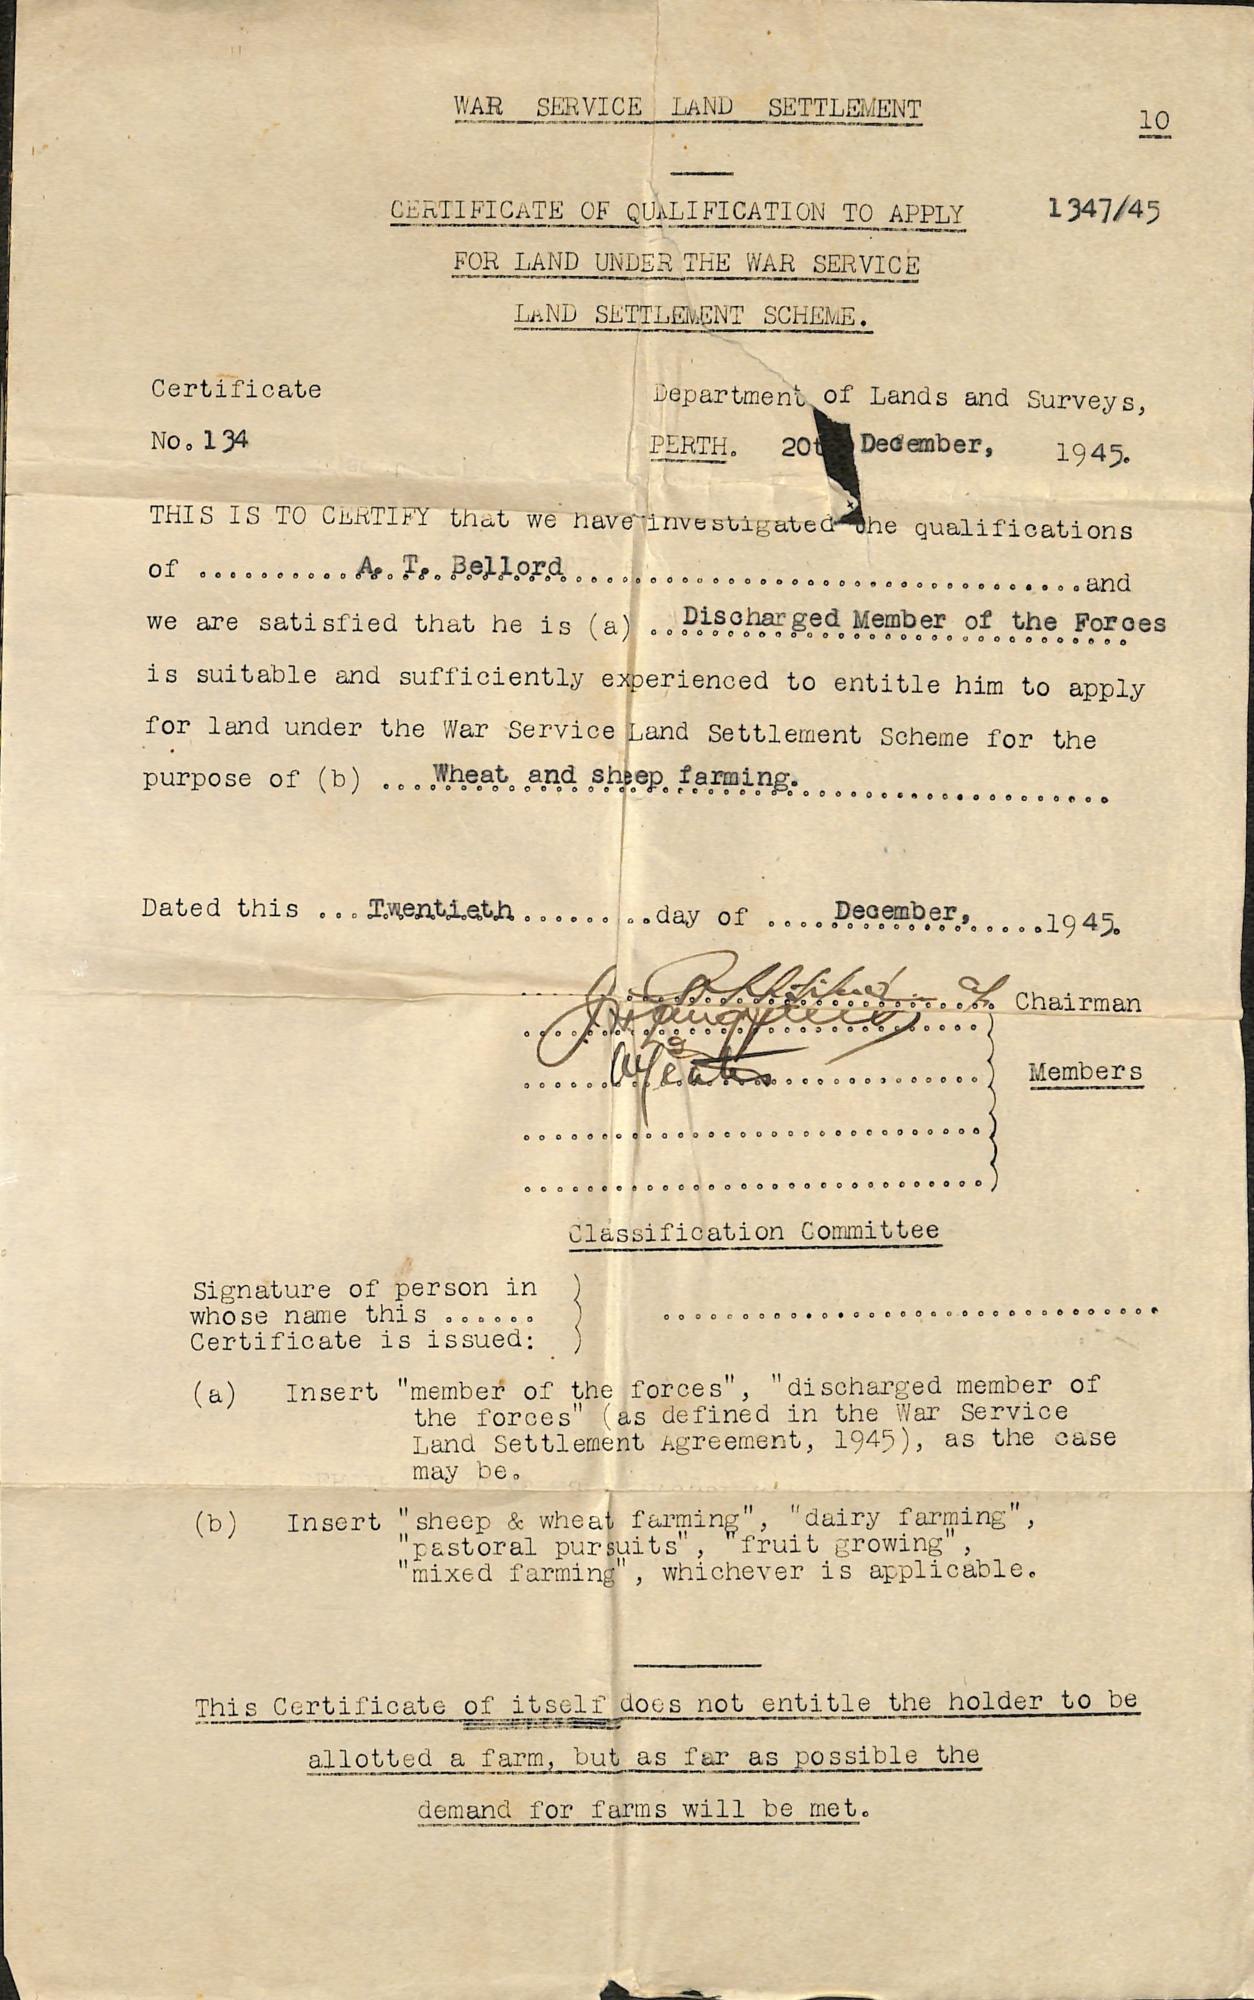 WAR SERVICE LAND SETTLEMENT
10
CERTIFICATE OF QUALIFICATION TO APPLY
1347/45
FOR LAND UNDER THE WAR SERVICE
LAND SETTLEMENT SCHEME.
Certificate
Department of Lands and Surveys,
No. 134
PERTH. 20t December, 1945.
THIS IS TO CERTIFY that we have investigated the qualifications
of ..........A. T. Bellord........................................and
we are satisfied that he is (a) ..Discharged Member of the Forces
is suitable and sufficiently experienced to entitle him to apply
for land under the War Service Land Settlement Scheme for the
purpose of (b) ...Wheat and sheep farming.....................
Dated this ...Twentieth.........day of ....December,......1945.
Chairman
Members
Classification Committee
Signature of person in
whose name this ......
Certificate is issued:
(a) Insert "member of the forces", "discharged member of
the forces" (as defined in the War Service
Land Settlement Agreement, 1945), as the case
may be.
(b) Insert "sheep & wheat farming", "dairy farming",
"pastoral pursuits", "fruit growing",
"mixed farming", whichever is applicable.
This Certificate of itself does not entitle the holder to be
allotted a farm, but as far as possible the
demand for farms will be met.